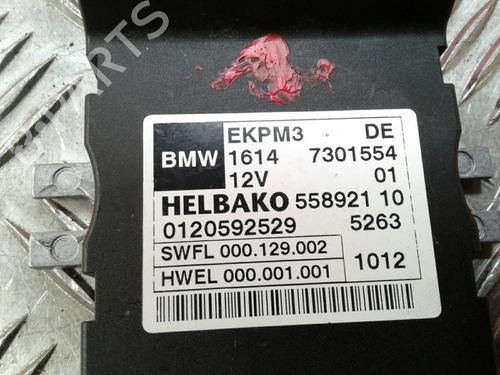 EKPM3 DE
BMW 1614 7301554
12V 01
HELBAKO 558921 10
0120592529 5263
SWFL 000.129.002
HWEL 000.001.001 1012